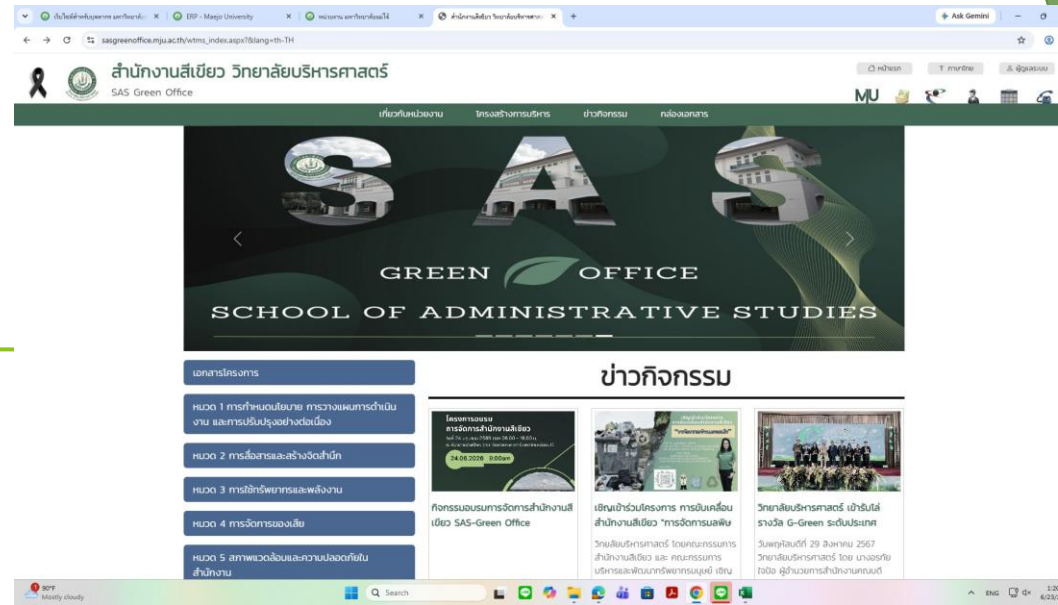 ERP - Maejo University
หน่วยงาน มหาวิทยาลัยแม่โจ้
Ask Gemini
sasgreenoffice.mju.ac.th/wtms_index.aspx?&lang=th-TH
สำนักงานสีเขียว วิทยาลัยบริหารศาสตร์
SAS Green Office
หน้าแรก
ภาษาไทย
ผู้ดูแลระบบ
MU
เกี่ยวกับหน่วยงาน โครงสร้างการบริหาร ข่าวกิจกรรม กล่องเอกสาร
SAS
GREEN OFFICE
SCHOOL OF ADMINISTRATIVE STUDIES
เอกสารโครงการ
หมวด 1 การกำหนดนโยบาย การวางแผนการดำเนิน
งาน และการปรับปรุงอย่างต่อเนื่อง
หมวด 2 การสื่อสารและสร้างจิตสำนึก
หมวด 3 การใช้ทรัพยากรและพลังงาน
หมวด 4 การจัดการของเสีย
หมวด 5 สภาพแวดล้อมและความปลอดภัยใน
สำนักงาน
ข่าวกิจกรรม
โครงการอบรม
การจัดการสำนักงานสีเขียว
24.06.2026 9:00am
กิจกรรมอบรมการจัดการสำนักงานสี
เขียว SAS-Green Office
เชิญเข้าร่วมโครงการ การขับเคลื่อน
สำนักงานสีเขียว "การจัดการมลพิษ
วิทยาลัยบริหารศาสตร์ โดยคณะกรรมการ
สำนักงานสีเขียว และ คณะกรรมการ
บริหารและพัฒนาทรัพยากรมนุษย์ เชิญ
วิทยาลัยบริหารศาสตร์ เข้ารับโล่
รางวัล G-Green ระดับประเทศ
วันพฤหัสบดีที่ 29 สิงหาคม 2567
วิทยาลัยบริหารศาสตร์ โดย นางอรทัย
ใจป้อ ผู้อำนวยการสำนักงานคณบดี
90°F
Mostly cloudy
Search
ENG